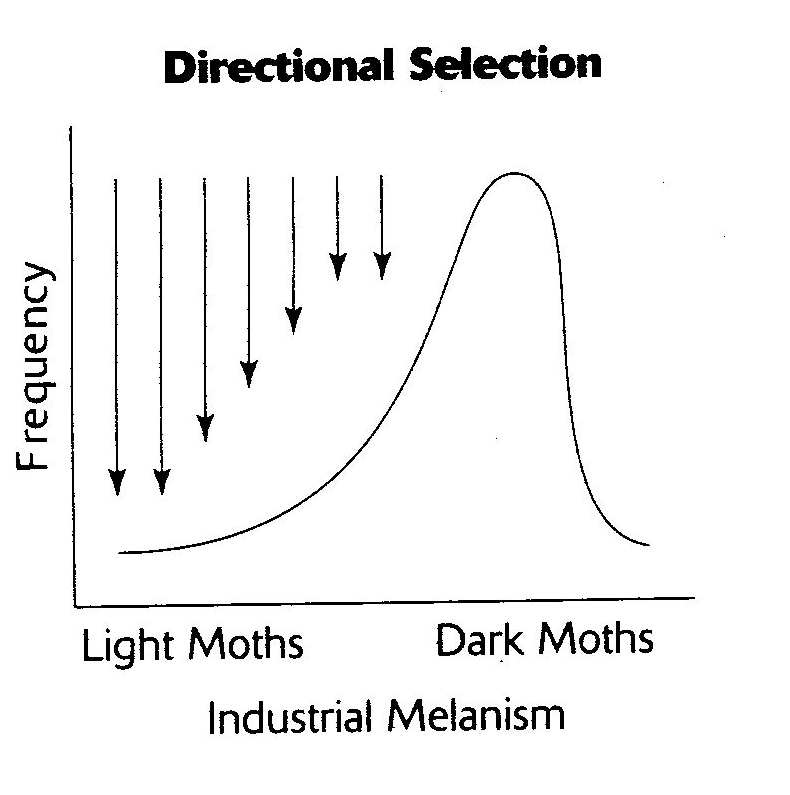 Directional Selection
Frequency
Light Moths
Dark Moths
Industrial Melanism